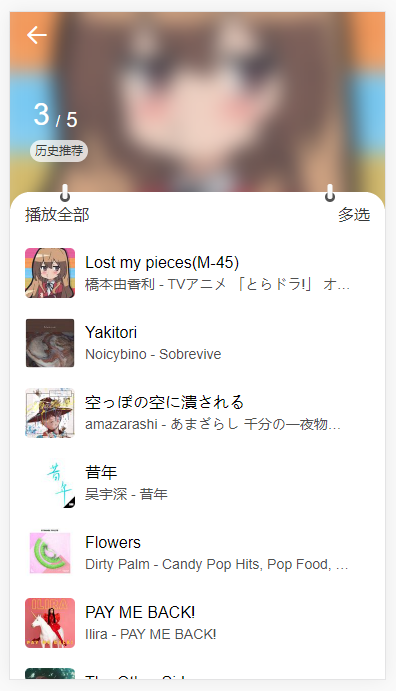 3 / 5
历史推荐
播放全部 多选
Lost my pieces(M-45)
橋本由香利 - TVアニメ 「とらドラ!」 オ...
Yakitori
Noicybino - Sobrevive
空っぽの空に潰される
amazarashi - あまざらし 千分の一夜物...
昔年
昔年
吴宇深 - 昔年
Flowers
Dirty Palm - Candy Pop Hits, Pop Food, ...
PAY ME BACK!
Ilira - PAY ME BACK!
The Other Side